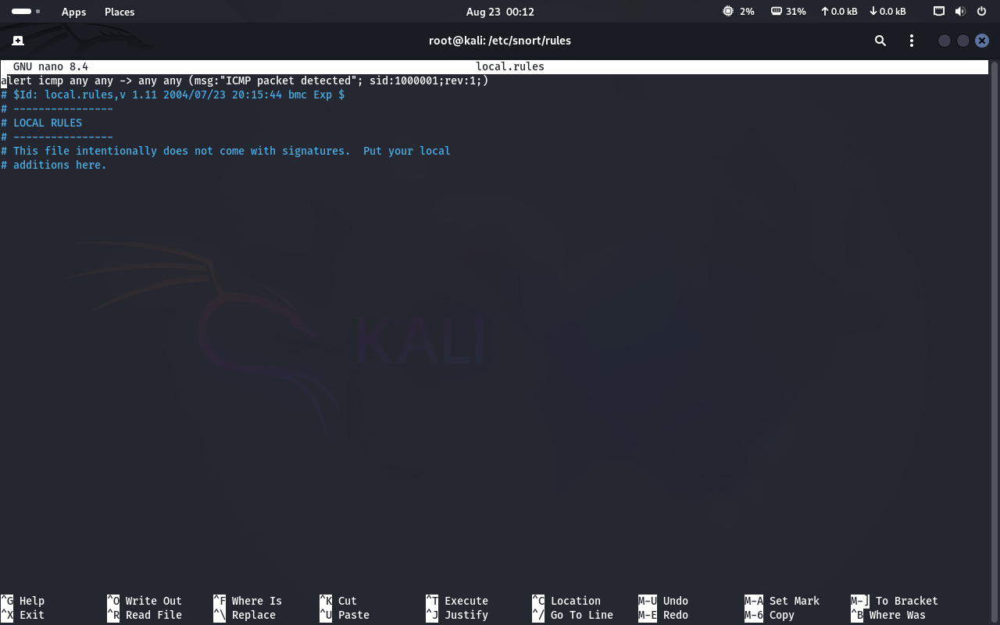 Apps Places Aug 23 00:12 2% 31% 0.0 kB 0.0 kB
root@kali: /etc/snort/rules
GNU nano 8.4 local.rules
alert icmp any any -> any any (msg:"ICMP packet detected"; sid:1000001;rev:1;)
# $Id: local.rules,v 1.11 2004/07/23 20:15:44 bmc Exp $
# ----------------
# LOCAL RULES
# ----------------
# This file intentionally does not come with signatures.  Put your local
# additions here.
KALI
^G Help ^O Write Out ^F Where Is ^K Cut ^T Execute ^C Location M-U Undo M-A Set Mark M-] To Bracket
^X Exit ^R Read File ^\ Replace ^U Paste ^J Justify ^/ Go To Line M-E Redo M-6 Copy ^B Where Was